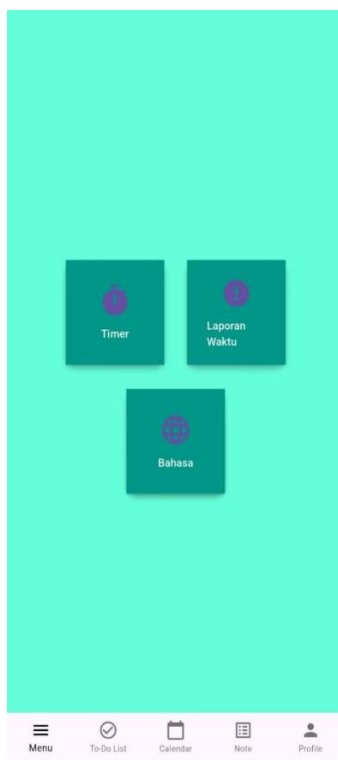 Timer
Laporan
Waktu
Bahasa
Menu
To-Do List
Calendar
Note
Profile